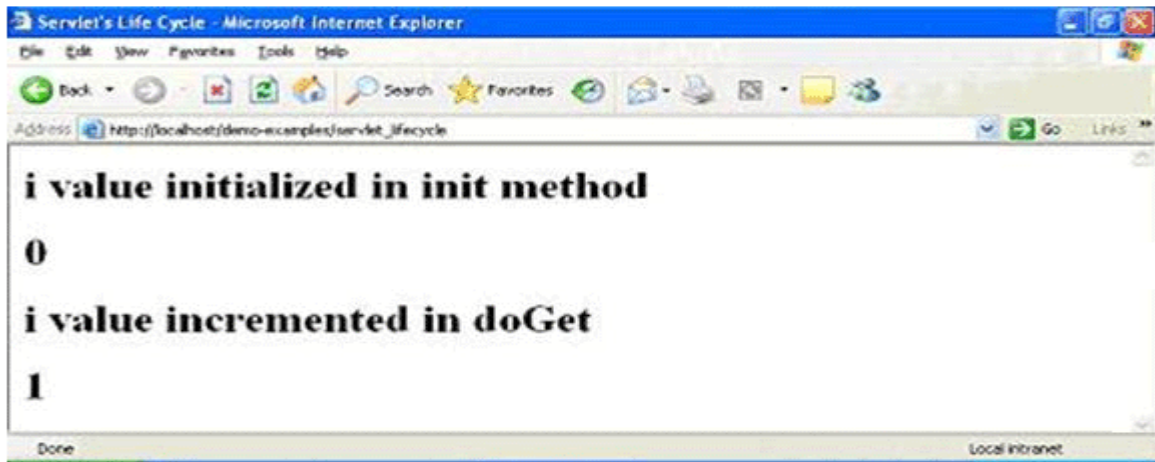 Servlet's Life Cycle - Microsoft Internet Explorer
File Edit View Favorites Tools Help
Back Search Favorites
Address http://localhost/demo-examples/servlet_lifecycle Go Links »
i value initialized in init method
0
i value incremented in doGet
1
Done Local intranet